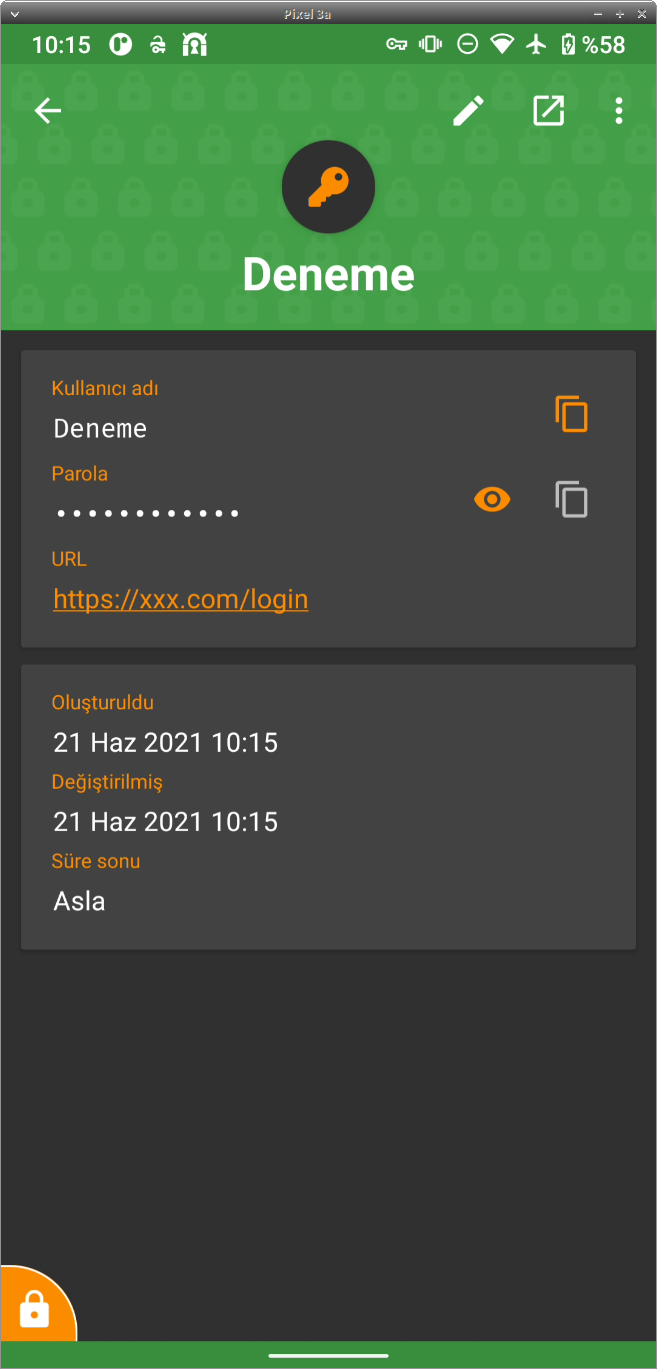 Pixel 3a
10:15 %58
Deneme
Kullanıcı adı
Deneme
Parola
••••••••••••
URL
https://xxx.com/login
Oluşturuldu
21 Haz 2021 10:15
Değiştirilmiş
21 Haz 2021 10:15
Süre sonu
Asla